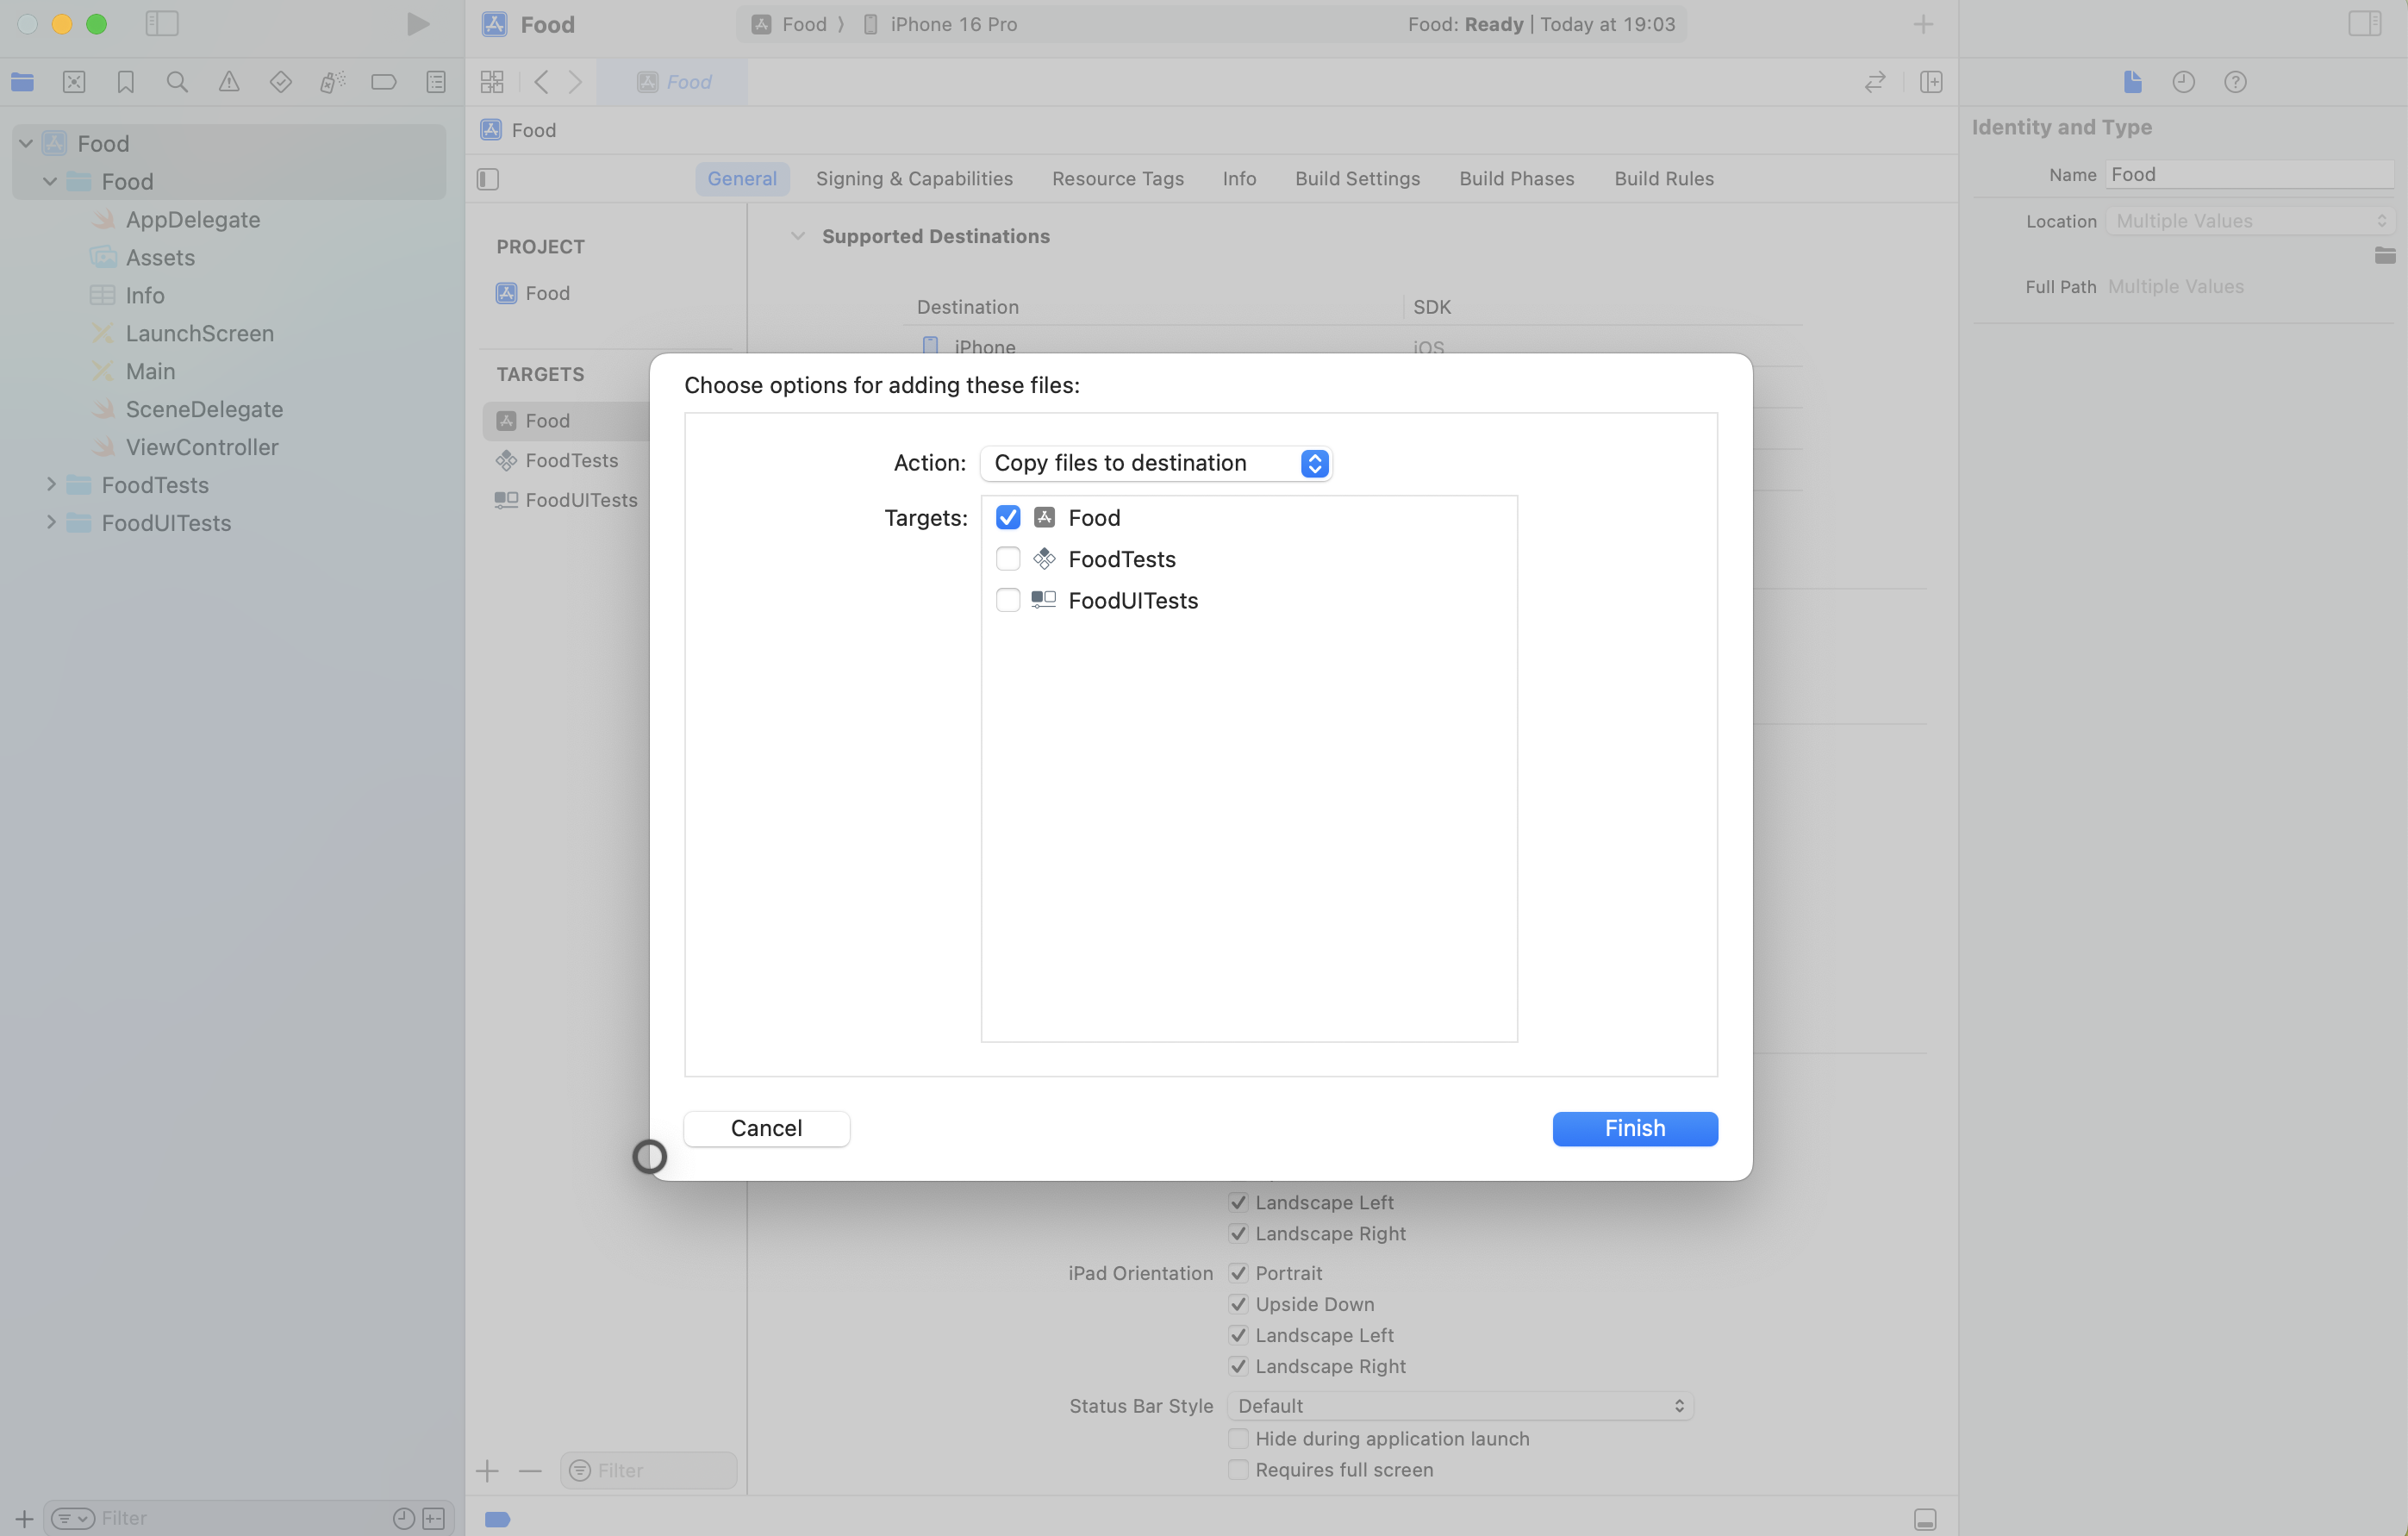 Food
Food
iPhone 16 Pro
Food: Ready | Today at 19:03
Food
Food
Identity and Type
Name
Food
Location
Multiple Values
Full Path
Multiple Values
Food
Food
AppDelegate
Assets
Info
LaunchScreen
Main
SceneDelegate
ViewController
FoodTests
FoodUITests
General
Signing & Capabilities
Resource Tags
Info
Build Settings
Build Phases
Build Rules
PROJECT
Food
TARGETS
Food
FoodTests
FoodUITests
Supported Destinations
Destination
SDK
iPhone
iOS
Choose options for adding these files:
Action:
Copy files to destination
Targets:
Food
FoodTests
FoodUITests
Cancel
Finish
Landscape Left
Landscape Right
iPad Orientation
Portrait
Upside Down
Landscape Left
Landscape Right
Status Bar Style
Default
Hide during application launch
Requires full screen
Filter
Filter